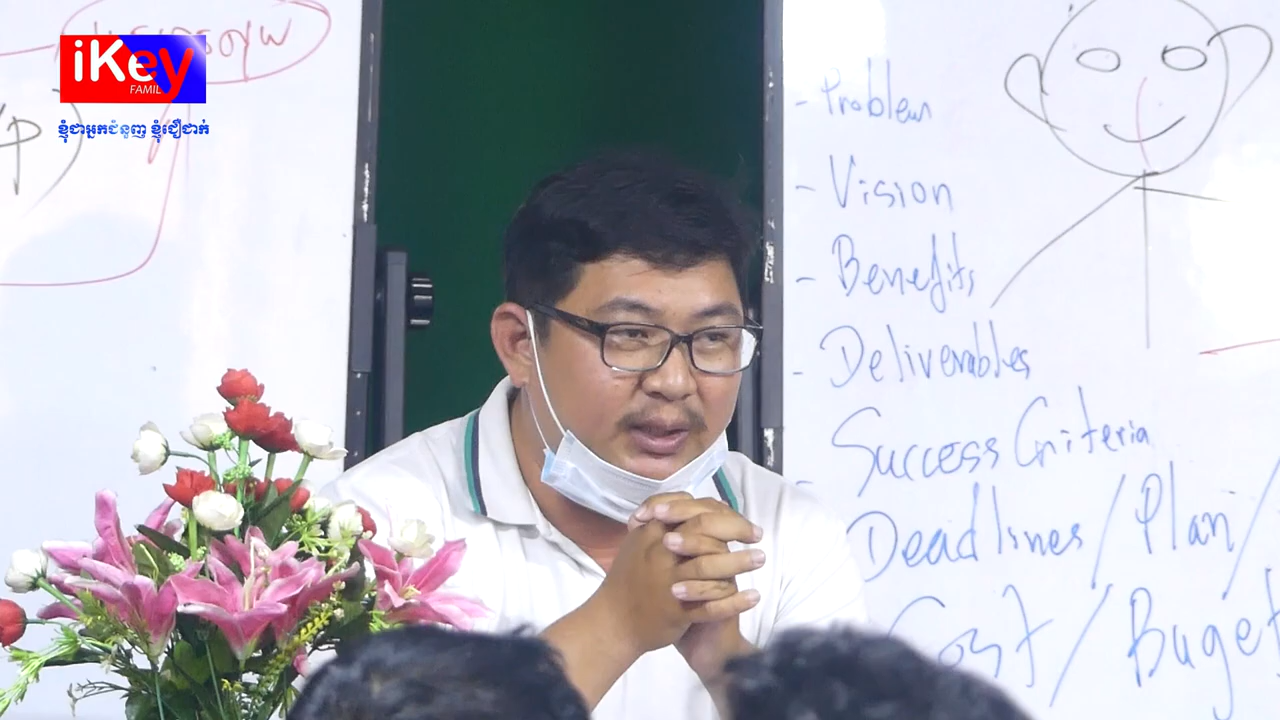 iKey
FAMIL
ខ្ញុំជាអ្នកជំនួញ ខ្ញុំជឿជាក់
P)
- Problem
- Vision
- Benefits
- Deliverables
Success Criteria
Deadlines / Plan /
Cost / Buget